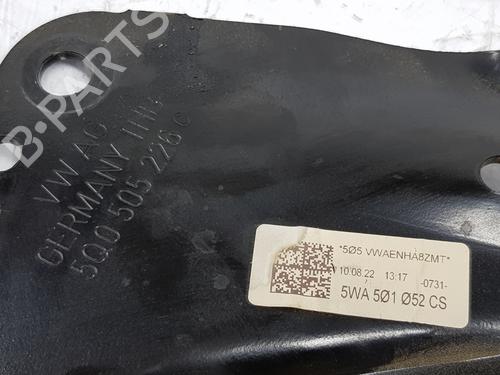 VW AG
GERMANY
5Q0 505 226 C
*5Ø5 VWAENHA8ZMT*
10.08.22 13:17 -0731-
5WA 5Ø1 Ø52 CS
B-Parts